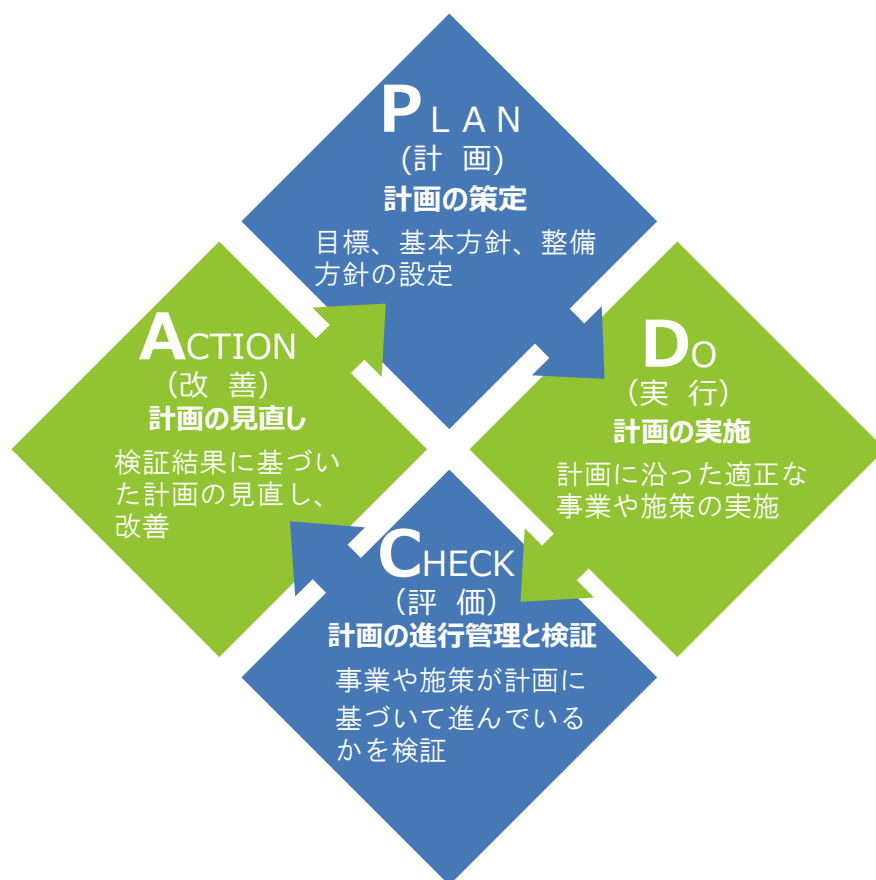 PLAN
(計 画)
計画の策定
目標、基本方針、整備
方針の設定
ACTION
(改 善)
計画の見直し
検証結果に基づい
た計画の見直し、
改善
DO
(実 行)
計画の実施
計画に沿った適正な
事業や施策の実施
CHECK
(評 価)
計画の進行管理と検証
事業や施策が計画に
基づいて進んでいる
かを検証